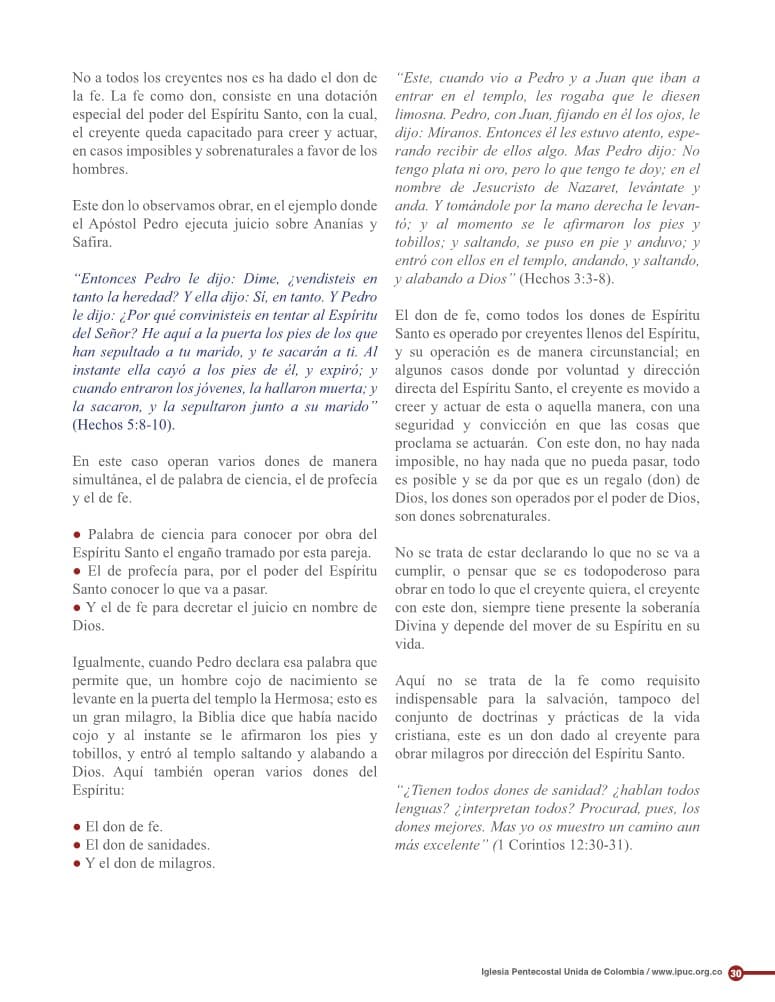 No a todos los creyentes nos es ha dado el don de
la fe. La fe como don, consiste en una dotación
especial del poder del Espíritu Santo, con la cual,
el creyente queda capacitado para creer y actuar,
en casos imposibles y sobrenaturales a favor de los
hombres.
Este don lo observamos obrar, en el ejemplo donde
el Apóstol Pedro ejecuta juicio sobre Ananías y
Safira.
“Entonces Pedro le dijo: Dime, ¿vendisteis en
tanto la heredad? Y ella dijo: Sí, en tanto. Y Pedro
le dijo: ¿Por qué convinisteis en tentar al Espíritu
del Señor? He aquí a la puerta los pies de los que
han sepultado a tu marido, y te sacarán a ti. Al
instante ella cayó a los pies de él, y expiró; y
cuando entraron los jóvenes, la hallaron muerta; y
la sacaron, y la sepultaron junto a su marido”
(Hechos 5:8-10).
En este caso operan varios dones de manera
simultánea, el de palabra de ciencia, el de profecía
y el de fe.
● Palabra de ciencia para conocer por obra del
Espíritu Santo el engaño tramado por esta pareja.
● El de profecía para, por el poder del Espíritu
Santo conocer lo que va a pasar.
● Y el de fe para decretar el juicio en nombre de
Dios.
Igualmente, cuando Pedro declara esa palabra que
permite que, un hombre cojo de nacimiento se
levante en la puerta del templo la Hermosa; esto es
un gran milagro, la Biblia dice que había nacido
cojo y al instante se le afirmaron los pies y
tobillos, y entró al templo saltando y alabando a
Dios. Aquí también operan varios dones del
Espíritu:
● El don de fe.
● El don de sanidades.
● Y el don de milagros.
“Este, cuando vio a Pedro y a Juan que iban a
entrar en el templo, les rogaba que le diesen
limosna. Pedro, con Juan, fijando en él los ojos, le
dijo: Míranos. Entonces él les estuvo atento, espe-
rando recibir de ellos algo. Mas Pedro dijo: No
tengo plata ni oro, pero lo que tengo te doy; en el
nombre de Jesucristo de Nazaret, levántate y
anda. Y tomándole por la mano derecha le levan-
tó; y al momento se le afirmaron los pies y
tobillos; y saltando, se puso en pie y anduvo; y
entró con ellos en el templo, andando, y saltando,
y alabando a Dios” (Hechos 3:3-8).
El don de fe, como todos los dones de Espíritu
Santo es operado por creyentes llenos del Espíritu,
y su operación es de manera circunstancial; en
algunos casos donde por voluntad y dirección
directa del Espíritu Santo, el creyente es movido a
creer y actuar de esta o aquella manera, con una
seguridad y convicción en que las cosas que
proclama se actuarán.  Con este don, no hay nada
imposible, no hay nada que no pueda pasar, todo
es posible y se da por que es un regalo (don) de
Dios, los dones son operados por el poder de Dios,
son dones sobrenaturales.
No se trata de estar declarando lo que no se va a
cumplir, o pensar que se es todopoderoso para
obrar en todo lo que el creyente quiera, el creyente
con este don, siempre tiene presente la soberanía
Divina y depende del mover de su Espíritu en su
vida.
Aquí no se trata de la fe como requisito
indispensable para la salvación, tampoco del
conjunto de doctrinas y prácticas de la vida
cristiana, este es un don dado al creyente para
obrar milagros por dirección del Espíritu Santo.
“¿Tienen todos dones de sanidad? ¿hablan todos
lenguas? ¿interpretan todos? Procurad, pues, los
dones mejores. Mas yo os muestro un camino aun
más excelente” (1 Corintios 12:30-31).
Iglesia Pentecostal Unida de Colombia / www.ipuc.org.co 30